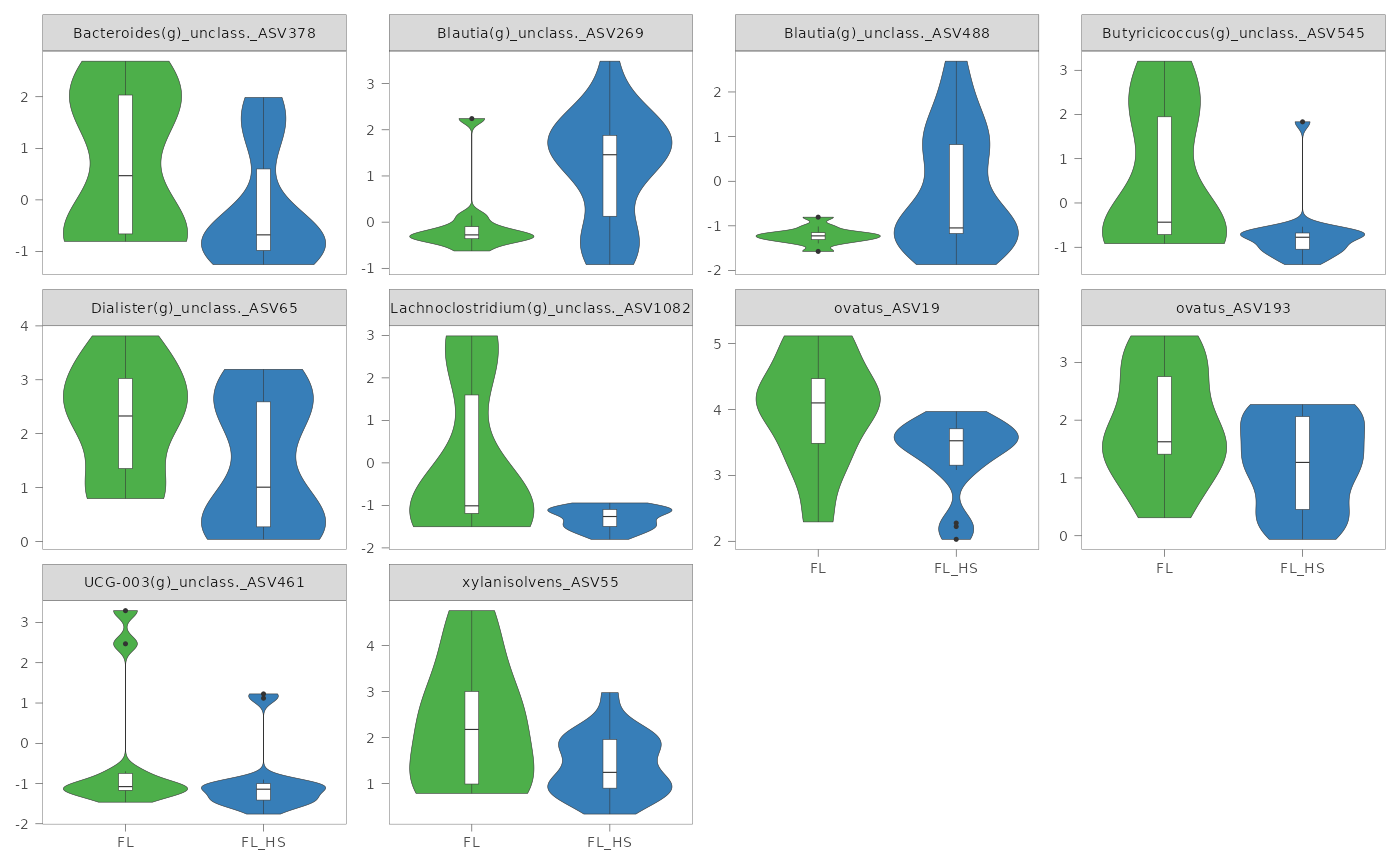 Bacteroides(g)_unclass._ASV378
Blautia(g)_unclass._ASV269
Blautia(g)_unclass._ASV488
Butyricicoccus(g)_unclass._ASV545
2
1
0
-1
3
2
1
0
-1
2
1
0
-1
-2
3
2
1
0
-1
Dialister(g)_unclass._ASV65
Lachnoclostridium(g)_unclass._ASV1082
ovatus_ASV19
ovatus_ASV193
4
3
2
1
0
3
2
1
0
-1
-2
5
4
3
2
3
2
1
0
FL
FL_HS
FL
FL_HS
UCG-003(g)_unclass._ASV461
xylanisolvens_ASV55
3
2
1
0
-1
-2
4
3
2
1
FL
FL_HS
FL
FL_HS